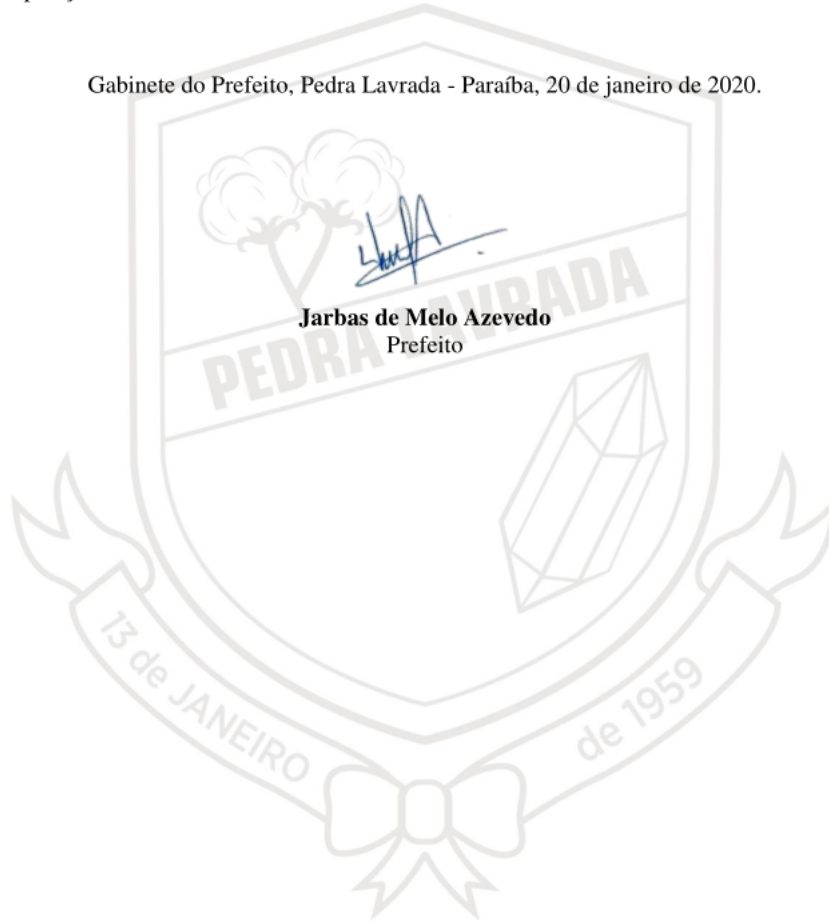 Gabinete do Prefeito, Pedra Lavrada - Paraíba, 20 de janeiro de 2020.
Jarbas de Melo Azevedo
Prefeito
PEDRA LAVRADA
13 de JANEIRO
de 1959